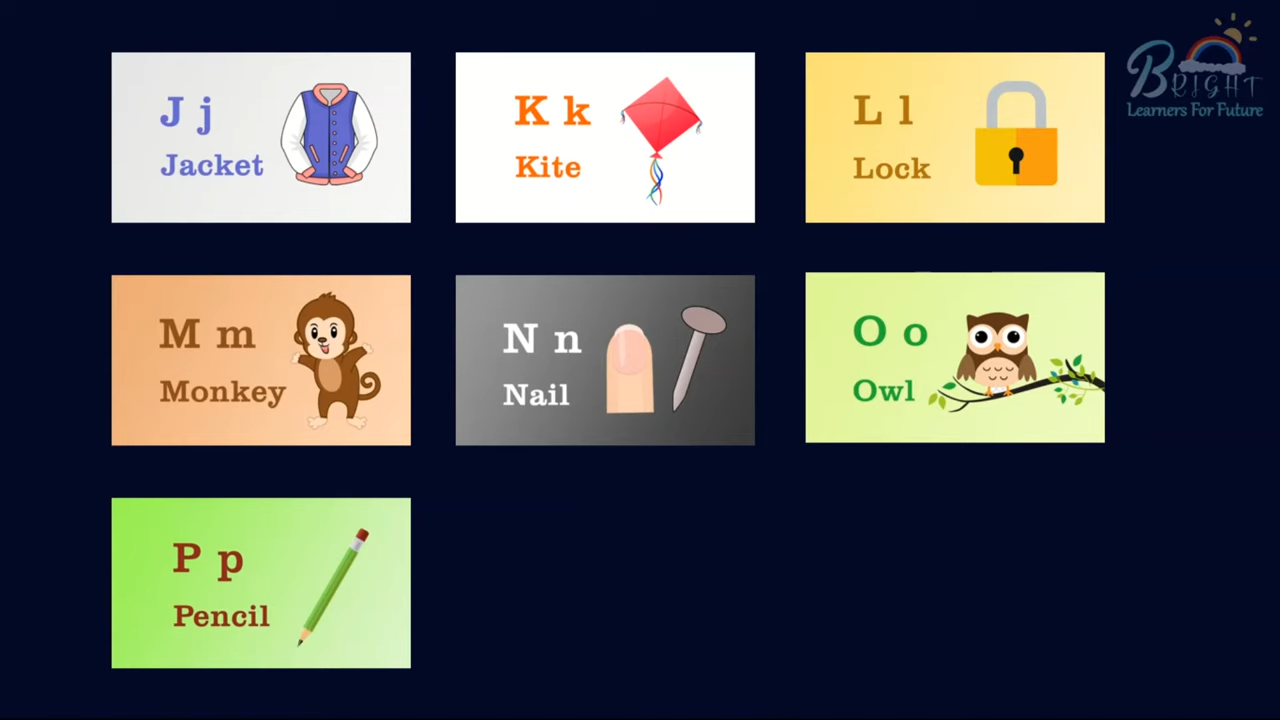 J j
Jacket
K k
Kite
L l
Lock
BRIGHT
Learners For Future
M m
Monkey
N n
Nail
O o
Owl
P p
Pencil